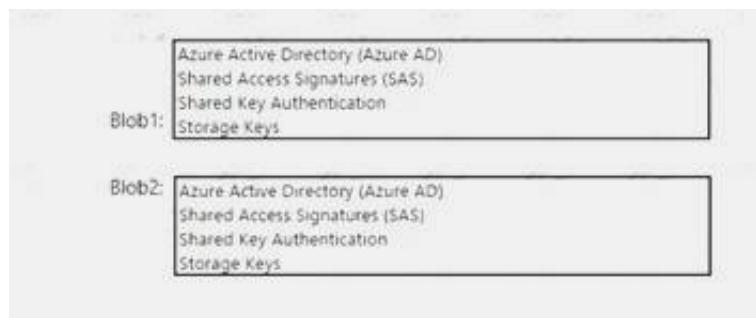 Azure Active Directory (Azure AD)
Shared Access Signatures (SAS)
Shared Key Authentication
Blob1: Storage Keys
Blob2: Azure Active Directory (Azure AD)
Shared Access Signatures (SAS)
Shared Key Authentication
Storage Keys